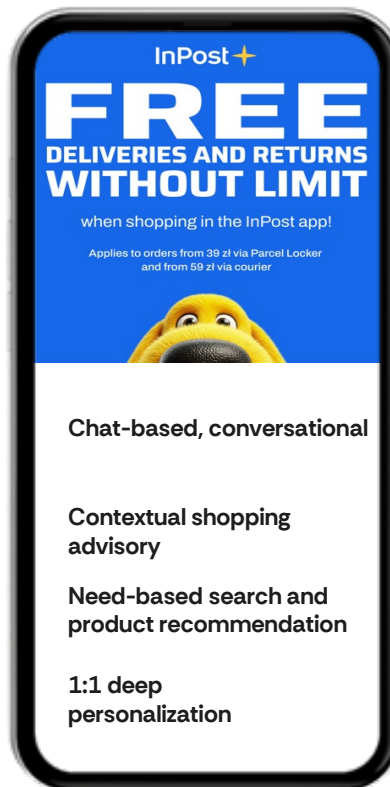 InPost
FREE
DELIVERIES AND RETURNS
WITHOUT LIMIT
when shopping in the InPost app!
Applies to orders from 39 zł via Parcel Locker
and from 59 zł via courier
Chat-based, conversational
Contextual shopping
advisory
Need-based search and
product recommendation
1:1 deep
personalization